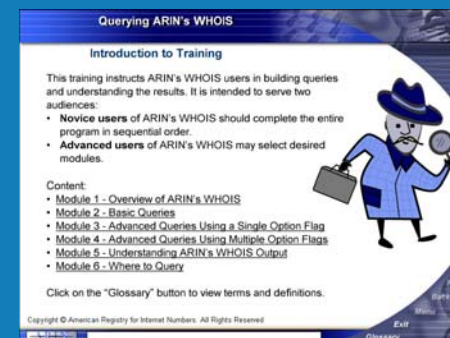 Querying ARIN's WHOIS
Introduction to Training
This training instructs ARIN's WHOIS users in building queries
and understanding the results. It is intended to serve two
audiences:
• Novice users of ARIN's WHOIS should complete the entire
program in sequential order.
• Advanced users of ARIN's WHOIS may select desired
modules.
Content:
• Module 1 - Overview of ARIN's WHOIS
• Module 2 - Basic Queries
• Module 3 - Advanced Queries Using a Single Option Flag
• Module 4 - Advanced Queries Using Multiple Option Flags
• Module 5 - Understanding ARIN's WHOIS Output
• Module 6 - Where to Query
Click on the "Glossary" button to view terms and definitions.
Menu
Copyright © American Registry for Internet Numbers. All Rights Reserved
Exit
Glossary